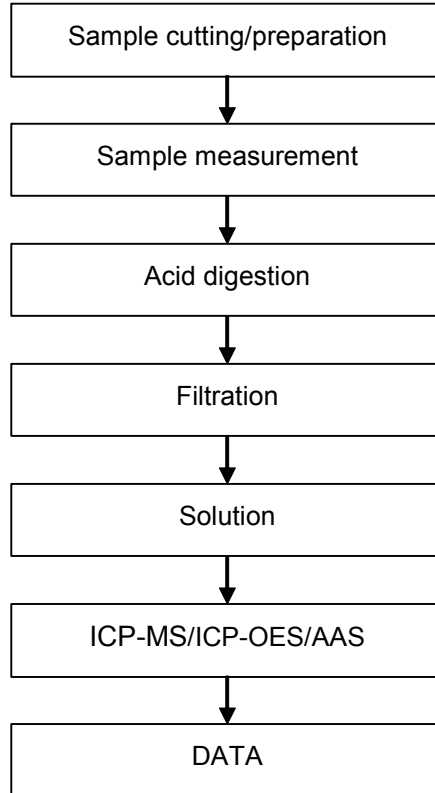 Sample cutting/preparation
Sample measurement
Acid digestion
Filtration
Solution
ICP-MS/ICP-OES/AAS
DATA